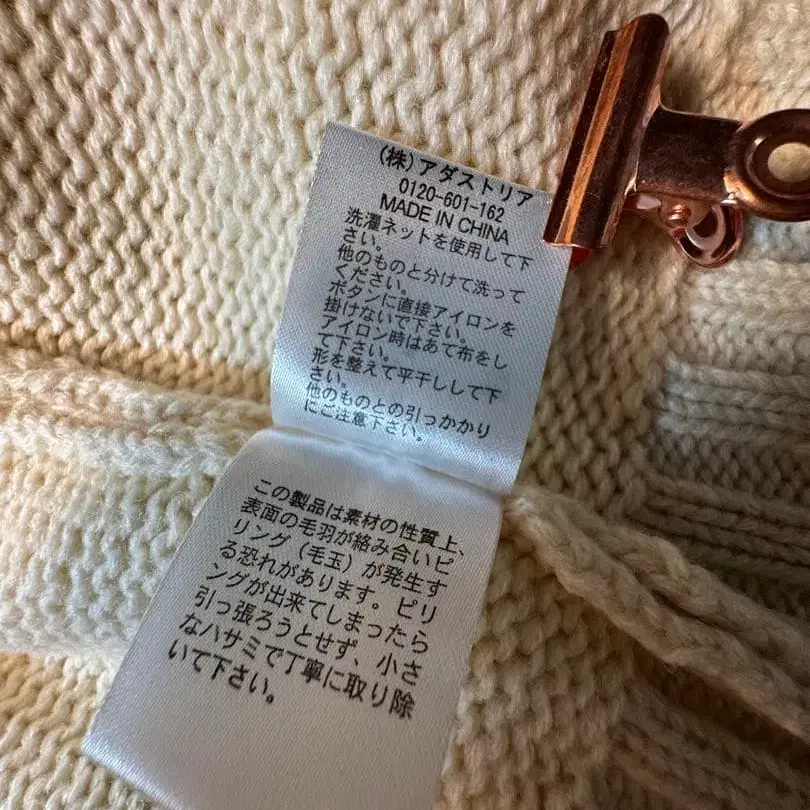 (株)アダストリア
0120-601-162
MADE IN CHINA
洗濯ネットを使用して下
さい。
他のものと分けて洗って
ください。
ボタンに直接アイロンを
掛けないで下さい。
アイロン時はあて布をし
て下さい。
形を整えて平干しして下
さい。
他のものとの引っかかり
にご注意下さい。
この製品は素材の性質上、
表面の毛羽が絡み合いピ
リング(毛玉)が発生す
る恐れがあります。ピリ
ングが出来てしまったら
引っ張ろうとせず、小さ
なハサミで丁寧に取り除
いて下さい。